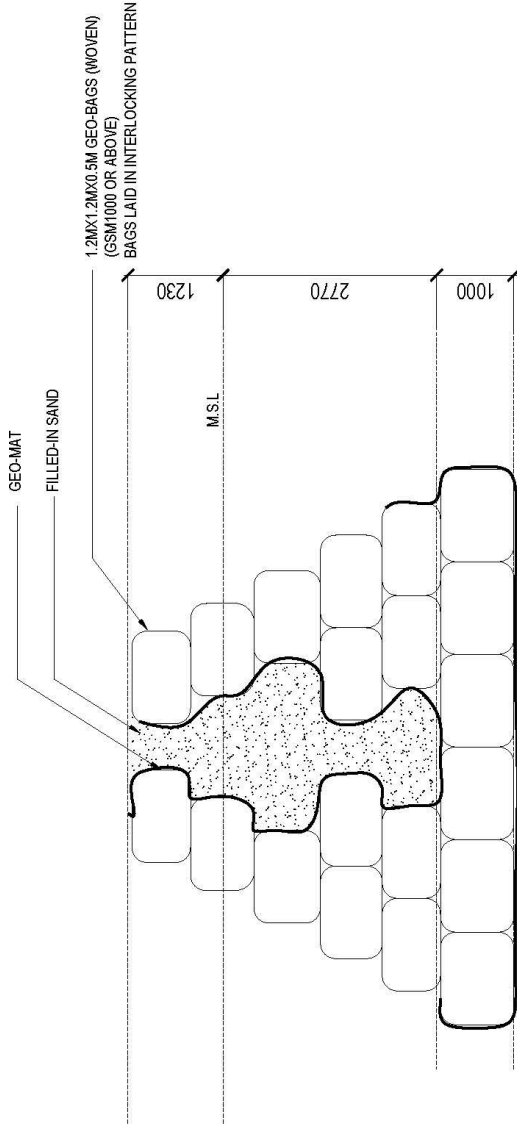 GEO-MAT
FILLED-IN SAND
1.2MX1.2MX0.5M GEO-BAGS (WOVEN)
(GSM1000 OR ABOVE)
BAGS LAID IN INTERLOCKING PATTERN
1230
M.S.L
2770
1000